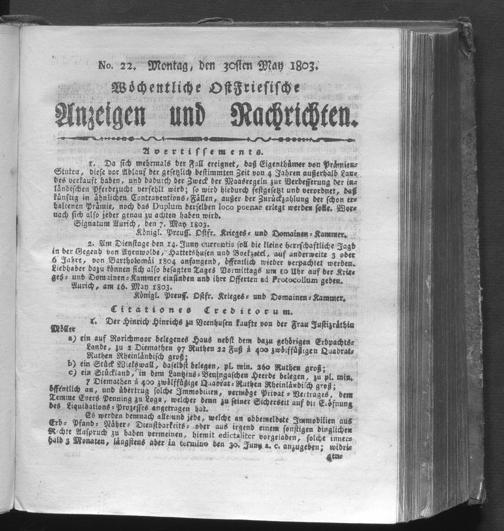 No. 22. Montag, den 30sten May 1803.
Wöchentliche OstFriesische
Anzeigen und Nachrichten.
Avertissements.
1. Da sich mehrmals der Fall ereignet, daß Eigenthümer von Prämien-
Stuten, diese vor Ablauf der gesetzlich bestimmten Zeit von 4 Jahren außerhalb Lan-
des verkauft haben, und dadurch der Zweck der Maasregeln zur Verbesserung der in-
ländischen Pferdezucht verfehlt wird; so wird hiedurch festgesetzt und verordnet, daß
künftig in ähnlichen Contraventions-Fällen, außer der Zurückzahlung der schon er-
haltenen Prämie, noch das Duplum derselben loco poenae erlegt werden solle. Wor-
nach sich also jeder genau zu achten haben wird.
Signatum Aurich, den 7. May 1803.
Königl. Preuss. Ostfr. Krieges- und Domainen-Kammer.
2. Am Dienstage den 14. Juny currentis soll die kleine herrschaftliche Jagd
in der Gegend von Ayenwolde, Hattershusen und Boekzetel, auf anderweite 3 oder
6 Jahre, von Bartholomäi 1804 anfangend, öffentlich wieder verpachtet werden.
Liebhaber dazu können sich also besagten Tages Vormittags um 10 Uhr auf der Krie-
ges- und Domainen-Kammer einfinden und ihre Offerten ad Protocollum geben.
Aurich, am 16. May 1803.
Königl. Preuss. Ostfr. Krieges- und Domainen-Kammer.
Citationes Creditorum.
1. Der Hinrich Hinrichs zu Veenhusen kaufte von der Frau Justizräthin
Möller
a) ein auf Rorichmoor belegenes Haus nebst dem dazu gehörigen Erbpachts-
Lande, zu 2 Diemathen 97 Ruthen 22 Fuß á 400 zwölffüßigen Quadrat-
Ruthen Rheinländisch groß;
b) ein Stück daselbst belegen, pl. min. 260 Ruthen groß;
c) ein Stückland, in dem Heerde belegen, zu pl. min.
7 Diemathen á 400 zwölffüßige Quadrat-Ruthen Rheinländisch groß;
öffentlich an, und übertrug solche Immobilien, vermöge Privat-Vertrages, dem
Temme Everts Penning zu Loga, welcher denn zu seiner Sicherheit auf die Eröfnung
des Liquidations-Prozesses angetragen hat.
Es werden demnach alle und jede, welche an obbemeldete Immobilien aus
Erb- Pfand- Näher- Dienstbarkeits- oder aus irgend einem sonstigen dinglichen
Rechte Anspruch zu haben vermeinen, hiemit edictaliter vorgeladen, solche inner-
halb 3 Monaten, längstens aber in termino den 30. Juny a. c. anzugeben; widri-
gen-